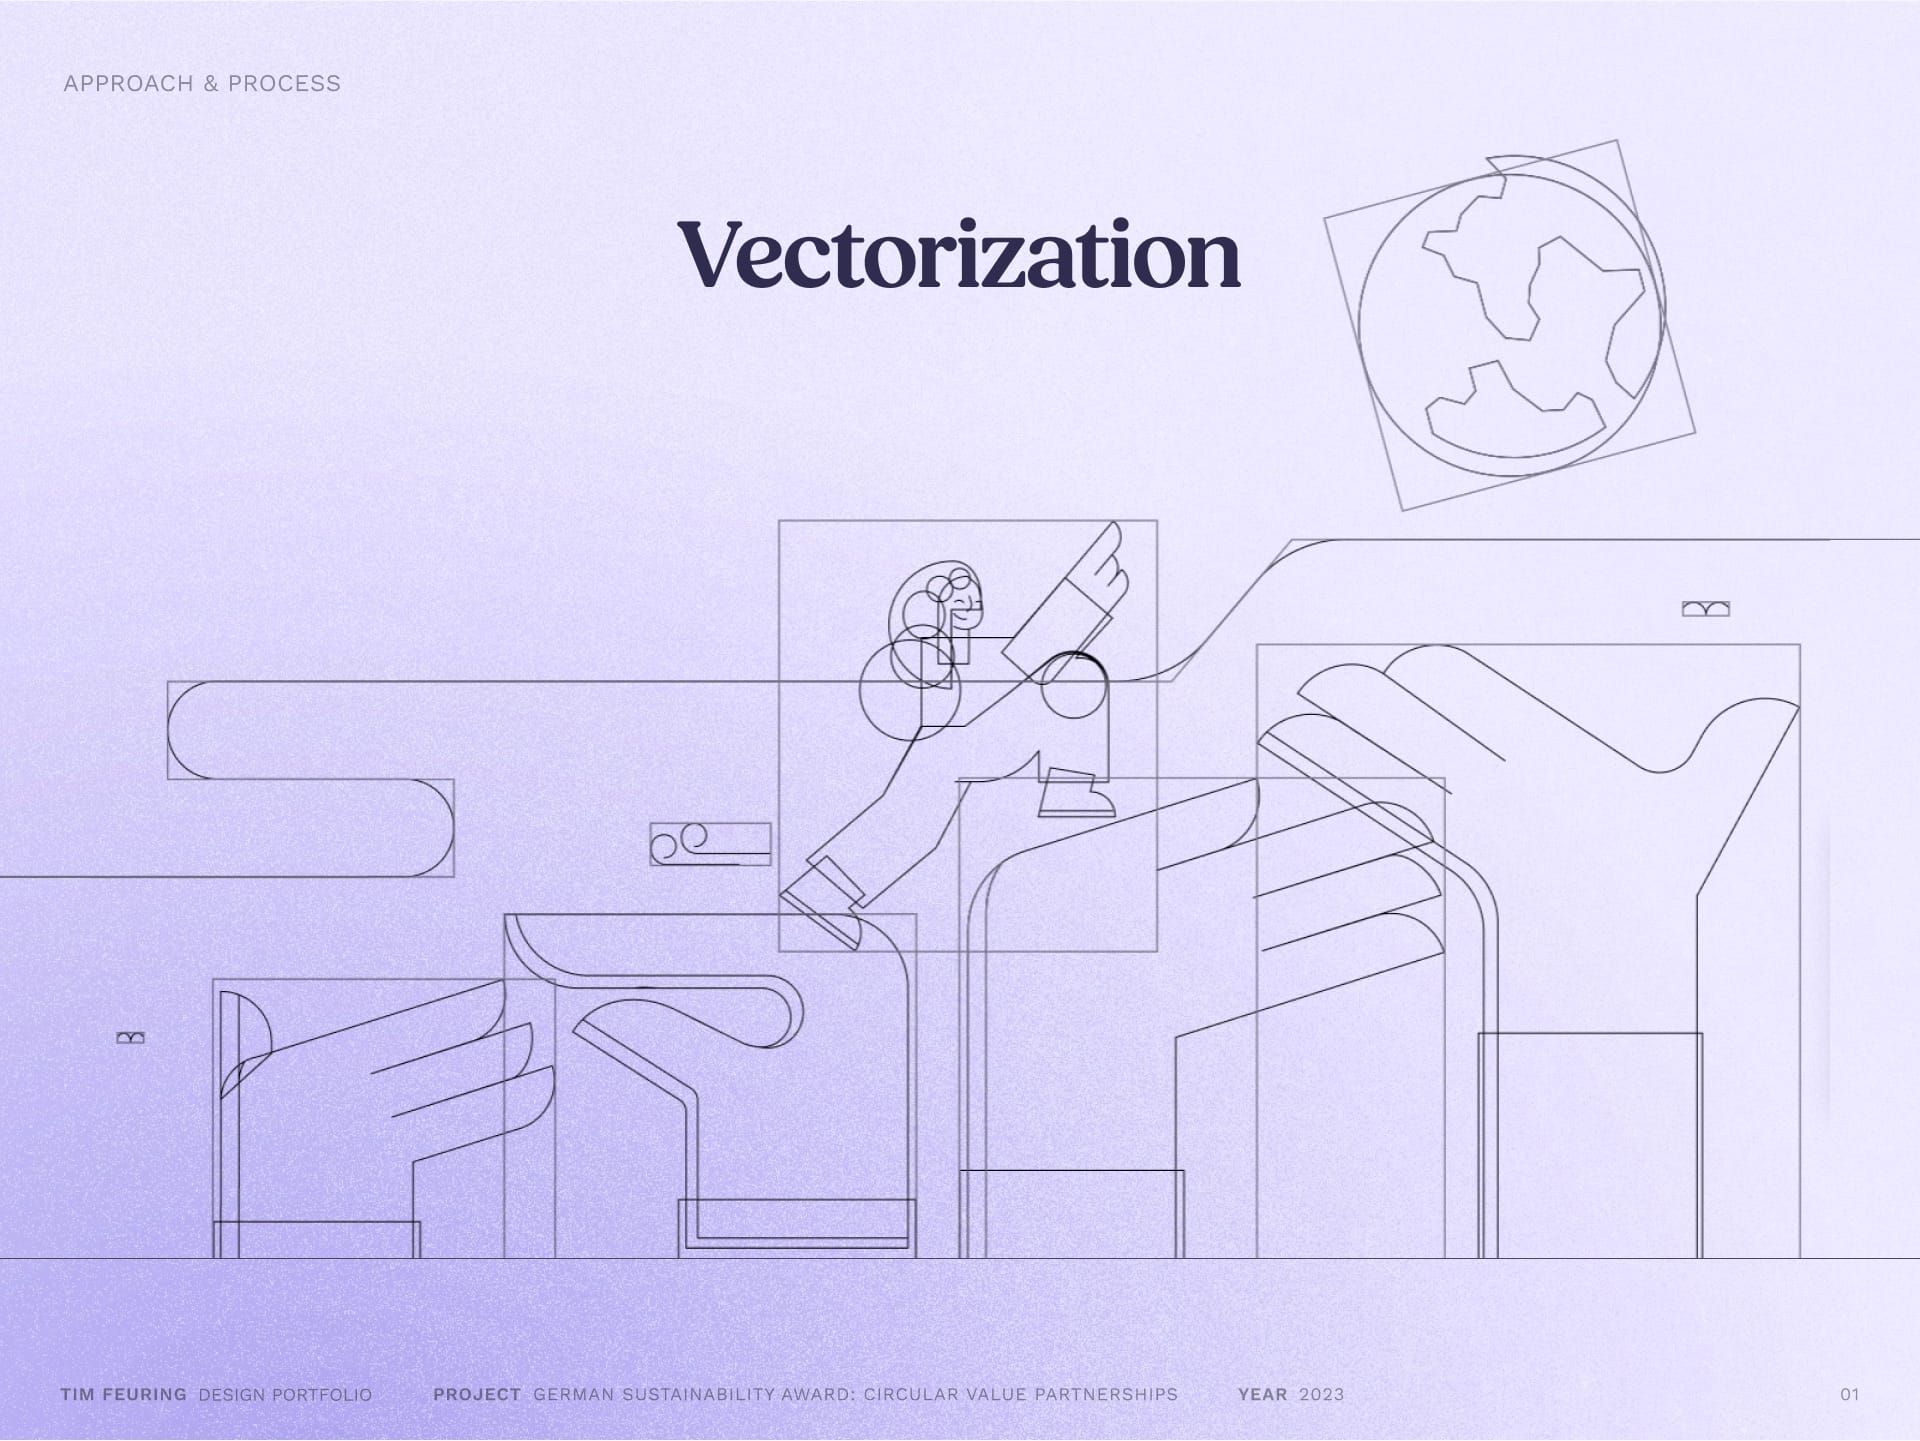 APPROACH & PROCESS
Vectorization
TIM FEURING DESIGN PORTFOLIO PROJECT GERMAN SUSTAINABILITY AWARD: CIRCULAR VALUE PARTNERSHIPS YEAR 2023 01